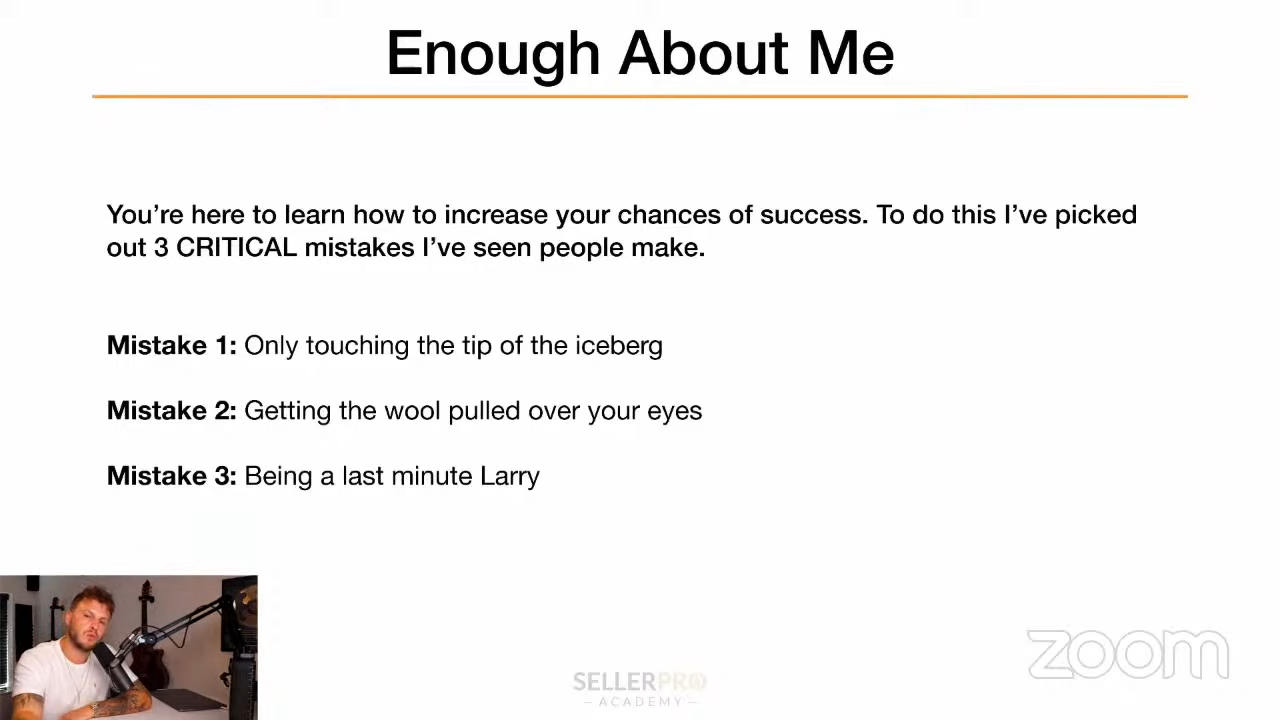 Enough About Me
You’re here to learn how to increase your chances of success. To do this I’ve picked
out 3 CRITICAL mistakes I’ve seen people make.
Mistake 1: Only touching the tip of the iceberg
Mistake 2: Getting the wool pulled over your eyes
Mistake 3: Being a last minute Larry
zoom
SELLERPRO
ACADEMY